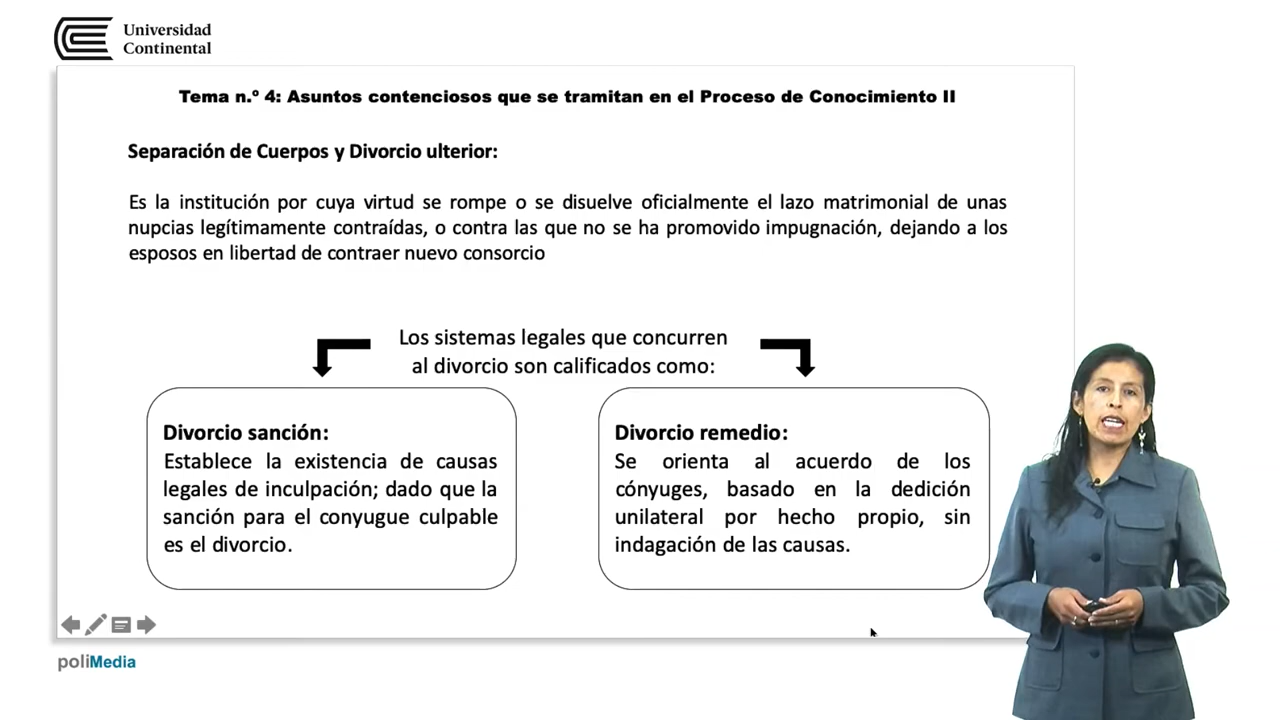 Universidad
Continental
Tema n.º 4: Asuntos contenciosos que se tramitan en el Proceso de Conocimiento II
Separación de Cuerpos y Divorcio ulterior:
Es la institución por cuya virtud se rompe o se disuelve oficialmente el lazo matrimonial de unas
nupcias legítimamente contraídas, o contra las que no se ha promovido impugnación, dejando a los
esposos en libertad de contraer nuevo consorcio
Los sistemas legales que concurren
al divorcio son calificados como:
Divorcio sanción:
Establece la existencia de causas
legales de inculpación; dado que la
sanción para el conyugue culpable
es el divorcio.
Divorcio remedio:
Se orienta al acuerdo de los
cónyuges, basado en la dedición
unilateral por hecho propio, sin
indagación de las causas.
poliMedia